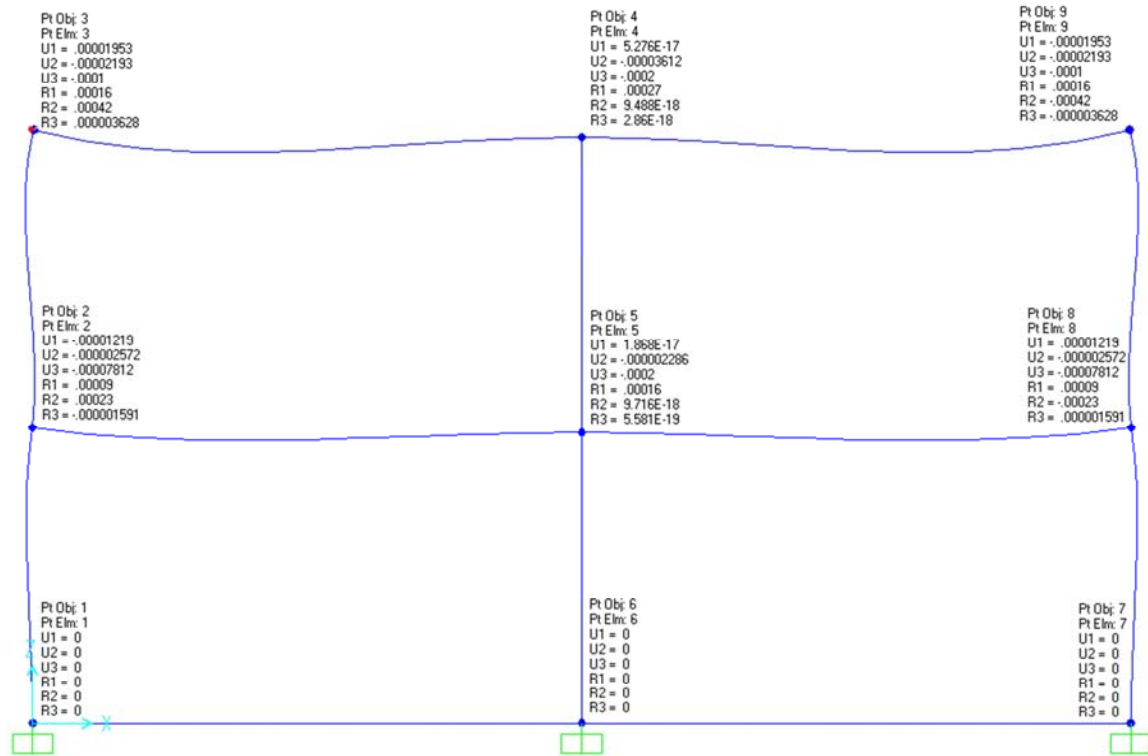 Pt Obj: 3
Pt Elm: 3
U1 = .00001953
U2 = -.00002193
U3 = -.0001
R1 = .00016
R2 = .00042
R3 = .000003628
Pt Obj: 4
Pt Elm: 4
U1 = 5.276E-17
U2 = -.00003612
U3 = -.0002
R1 = .00027
R2 = 9.488E-18
R3 = 2.86E-18
Pt Obj: 9
Pt Elm: 9
U1 = -.00001953
U2 = -.00002193
U3 = -.0001
R1 = .00016
R2 = -.00042
R3 = -.000003628
Pt Obj: 2
Pt Elm: 2
U1 = -.00001219
U2 = -.000002572
U3 = -.00007812
R1 = .00009
R2 = .00023
R3 = -.000001591
Pt Obj: 5
Pt Elm: 5
U1 = 1.868E-17
U2 = -.000002286
U3 = -.0002
R1 = .00016
R2 = 9.716E-18
R3 = 5.581E-19
Pt Obj: 8
Pt Elm: 8
U1 = .00001219
U2 = -.000002572
U3 = -.00007812
R1 = .00009
R2 = -.00023
R3 = .000001591
Pt Obj: 1
Pt Elm: 1
U1 = 0
U2 = 0
U3 = 0
R1 = 0
R2 = 0
R3 = 0
Pt Obj: 6
Pt Elm: 6
U1 = 0
U2 = 0
U3 = 0
R1 = 0
R2 = 0
R3 = 0
Pt Obj: 7
Pt Elm: 7
U1 = 0
U2 = 0
U3 = 0
R1 = 0
R2 = 0
R3 = 0
Z
X